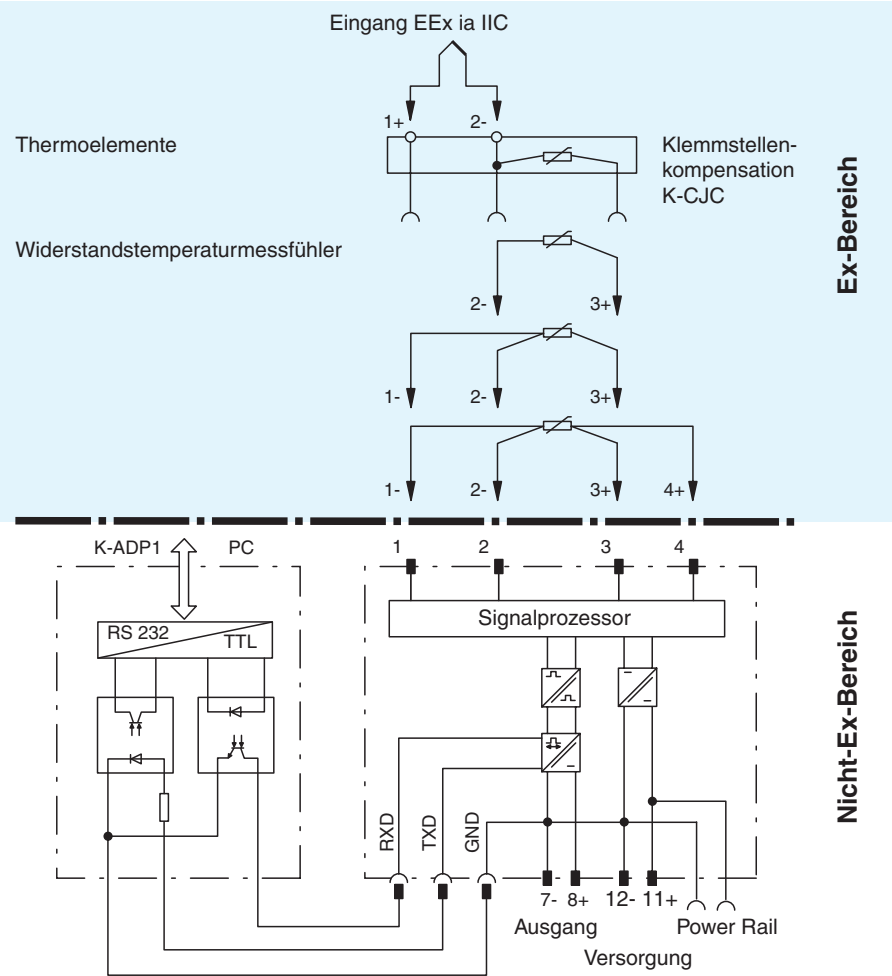 Eingang EEx ia IIC
1+ 2-
Thermoelemente
Klemmstellen-
kompensation
K-CJC
Ex-Bereich
Widerstandstemperaturmessfühler
2- 3+
1- 2- 3+
1- 2- 3+ 4+
K-ADP1 PC
1 2 3 4
RS 232 TTL
Signalprozessor
Nicht-Ex-Bereich
RXD
TXD
GND
7- 8+ 12- 11+
Ausgang
Power Rail
Versorgung